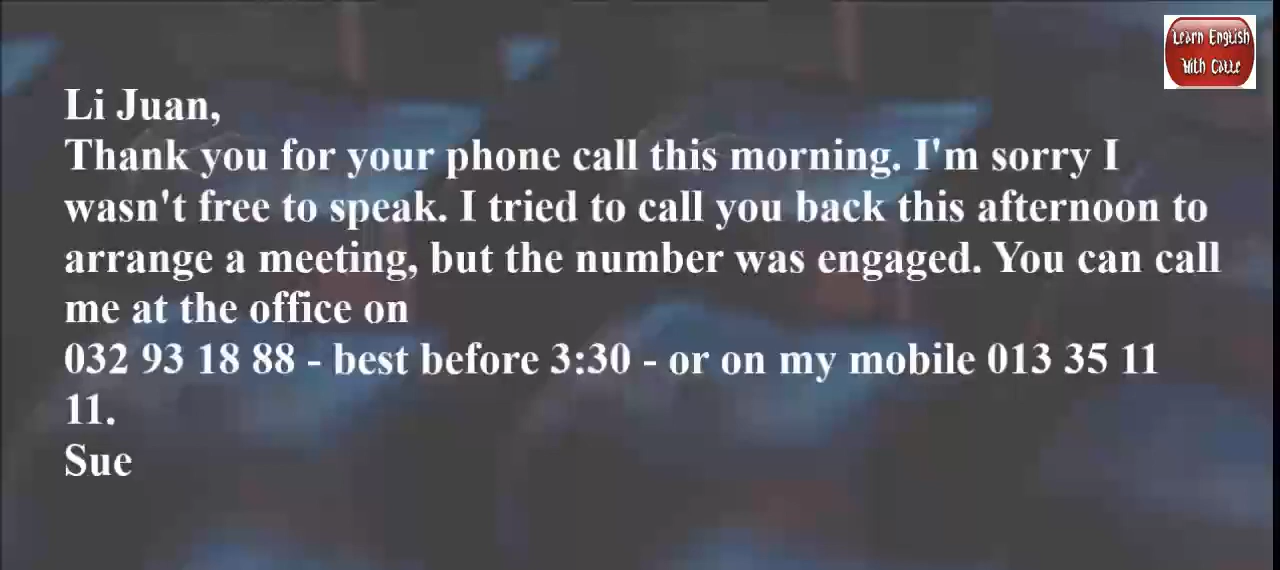 Learn English
With Catte
Li Juan,
Thank you for your phone call this morning. I'm sorry I
wasn't free to speak. I tried to call you back this afternoon to
arrange a meeting, but the number was engaged. You can call
me at the office on
032 93 18 88 - best before 3:30 - or on my mobile 013 35 11
11.
Sue